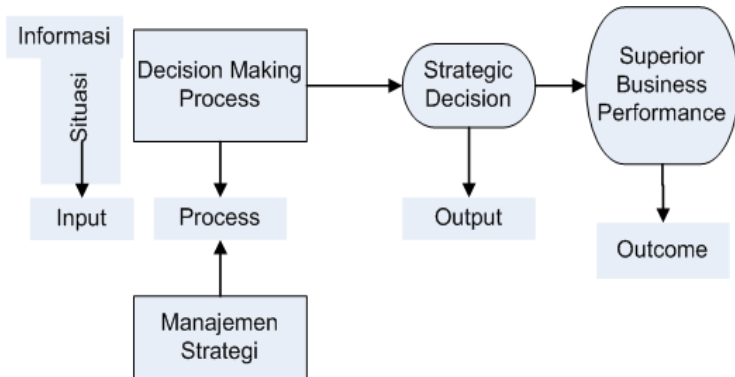 Informasi
Situasi
Input
Decision Making
Process
Process
Manajemen
Strategi
Strategic
Decision
Output
Superior
Business
Performance
Outcome